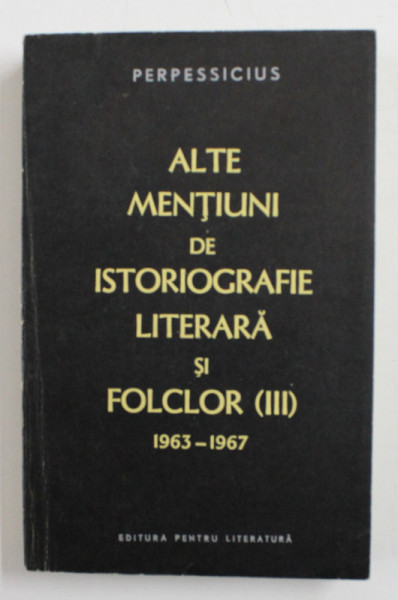 PERPESSICIUS
ALTE
MENŢIUNI
DE
ISTORIOGRAFIE
LITERARĂ
ŞI
FOLCLOR (III)
1963-1967
EDITURA PENTRU LITERATURĂ